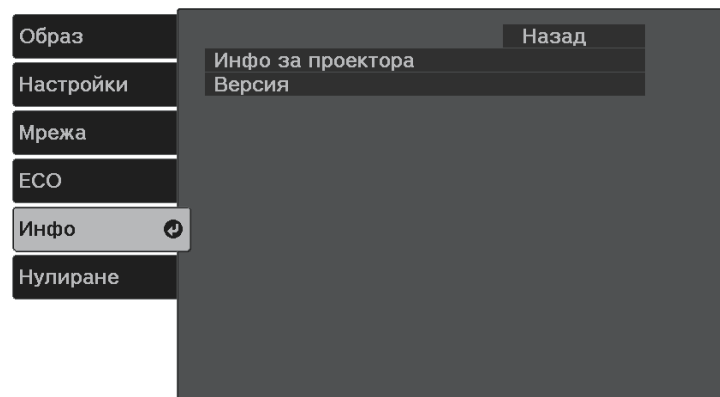 Образ
Настройки
Мрежа
ECO
Инфо
Нулиране
Назад
Инфо за проектора
Версия